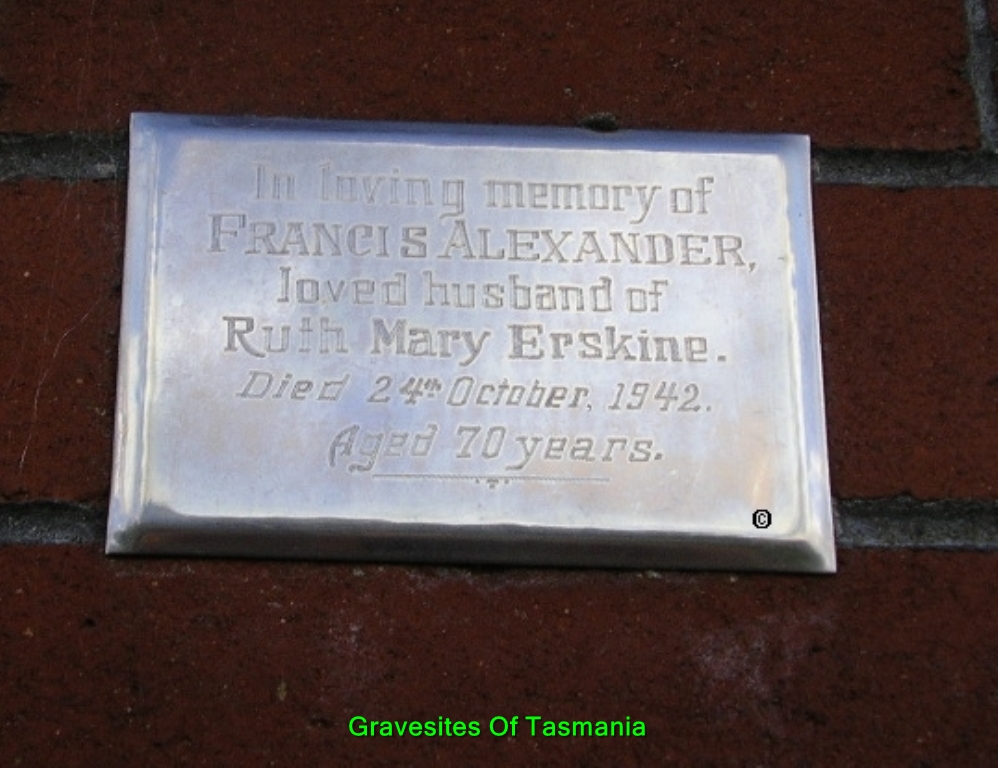 In loving memory of
FRANCIS ALEXANDER,
loved husband of
Ruth Mary Erskine.
Died 24th October, 1942.
Aged 70 years.
©
Gravesites Of Tasmania